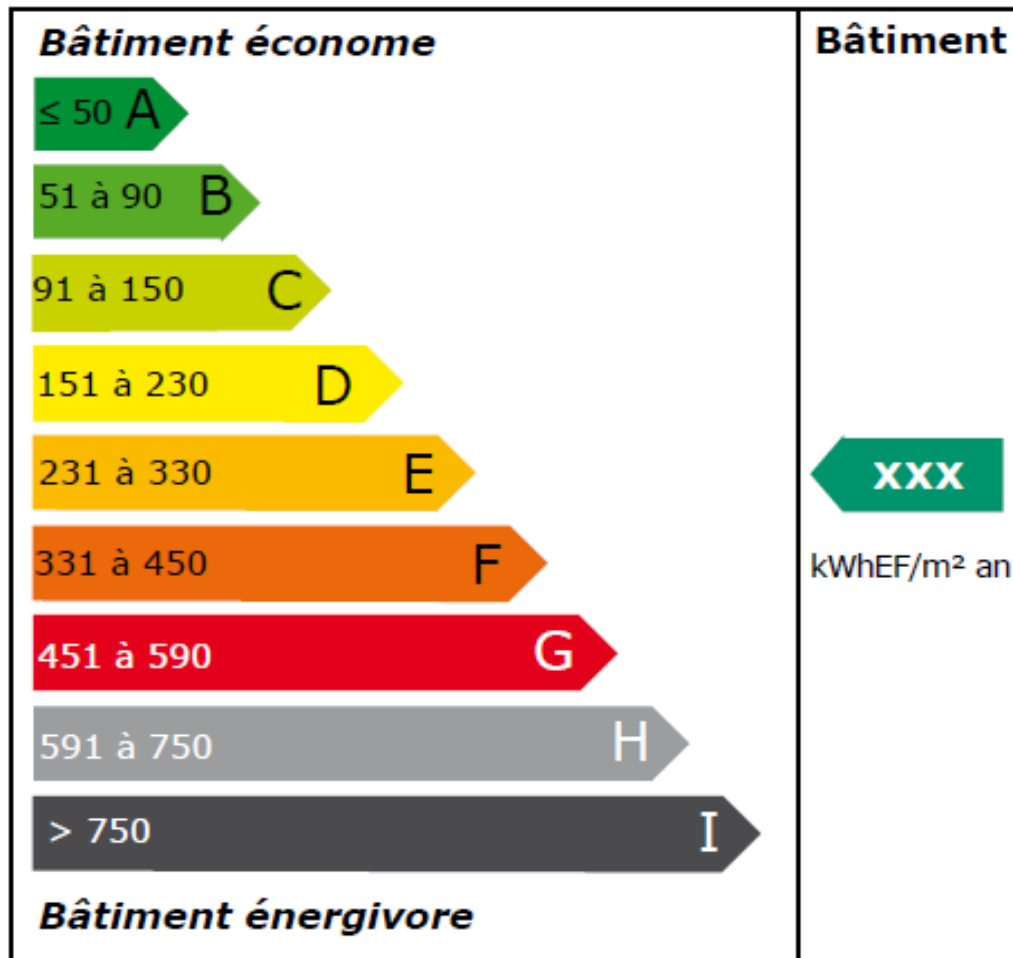 Bâtiment économe
≤ 50 A
51 à 90 B
91 à 150 C
151 à 230 D
231 à 330 E
331 à 450 F
451 à 590 G
591 à 750 H
> 750 I
Bâtiment énergivore
Bâtiment
xxx
kWhEF/m² an